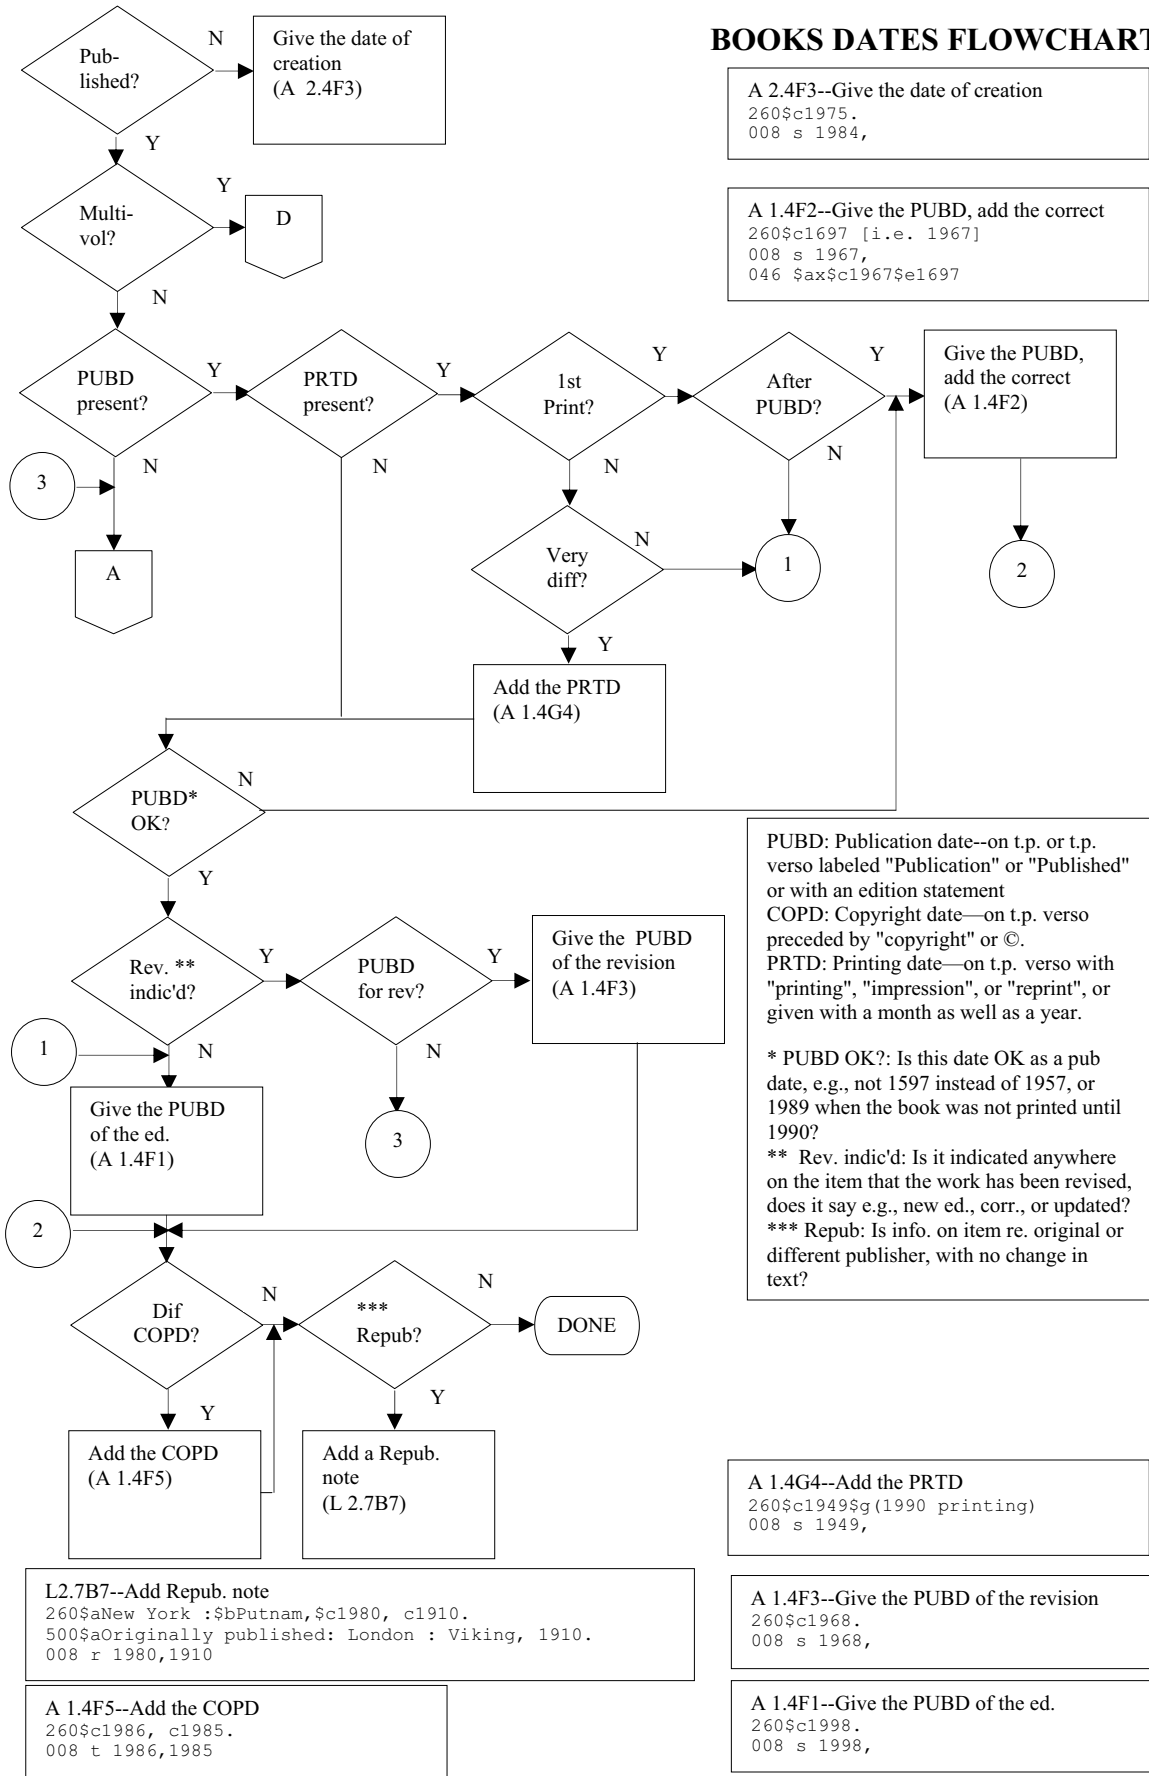 BOOKS DATES FLOWCHART
Pub-
lished?
N
Give the date of
creation
(A 2.4F3)
Y
A 2.4F3--Give the date of creation
260$c1975.
008 s 1984,
Multi-
vol?
Y
D
N
A 1.4F2--Give the PUBD, add the correct
260$c1697 [i.e. 1967]
008 s 1967,
046 $ax$c1967$e1697
PUBD
present?
Y
PRTD
present?
Y
1st
Print?
Y
After
PUBD?
Y
Give the PUBD,
add the correct
(A 1.4F2)
N
N
N
N
3
A
Very
diff?
N
1
2
Y
Add the PRTD
(A 1.4G4)
PUBD*
OK?
N
Y
Rev. **
indic'd?
Y
PUBD
for rev?
Y
Give the PUBD
of the revision
(A 1.4F3)
N
N
1
3
Give the PUBD
of the ed.
(A 1.4F1)
2
PUBD: Publication date--on t.p. or t.p.
verso labeled "Publication" or "Published"
or with an edition statement
COPD: Copyright date—on t.p. verso
preceded by "copyright" or ©.
PRTD: Printing date—on t.p. verso with
"printing", "impression", or "reprint", or
given with a month as well as a year.
* PUBD OK?: Is this date OK as a pub
date, e.g., not 1597 instead of 1957, or
1989 when the book was not printed until
1990?
** Rev. indic'd: Is it indicated anywhere
on the item that the work has been revised,
does it say e.g., new ed., corr., or updated?
*** Repub: Is info. on item re. original or
different publisher, with no change in
text?
Dif
COPD?
N
***
Repub?
N
DONE
Y
Y
Add the COPD
(A 1.4F5)
Add a Repub.
note
(L 2.7B7)
A 1.4G4--Add the PRTD
260$c1949$g(1990 printing)
008 s 1949,
L2.7B7--Add Repub. note
260$aNew York :$bPutnam,$c1980, c1910.
500$aOriginally published: London : Viking, 1910.
008 r 1980,1910
A 1.4F3--Give the PUBD of the revision
260$c1968.
008 s 1968,
A 1.4F5--Add the COPD
260$c1986, c1985.
008 t 1986,1985
A 1.4F1--Give the PUBD of the ed.
260$c1998.
008 s 1998,